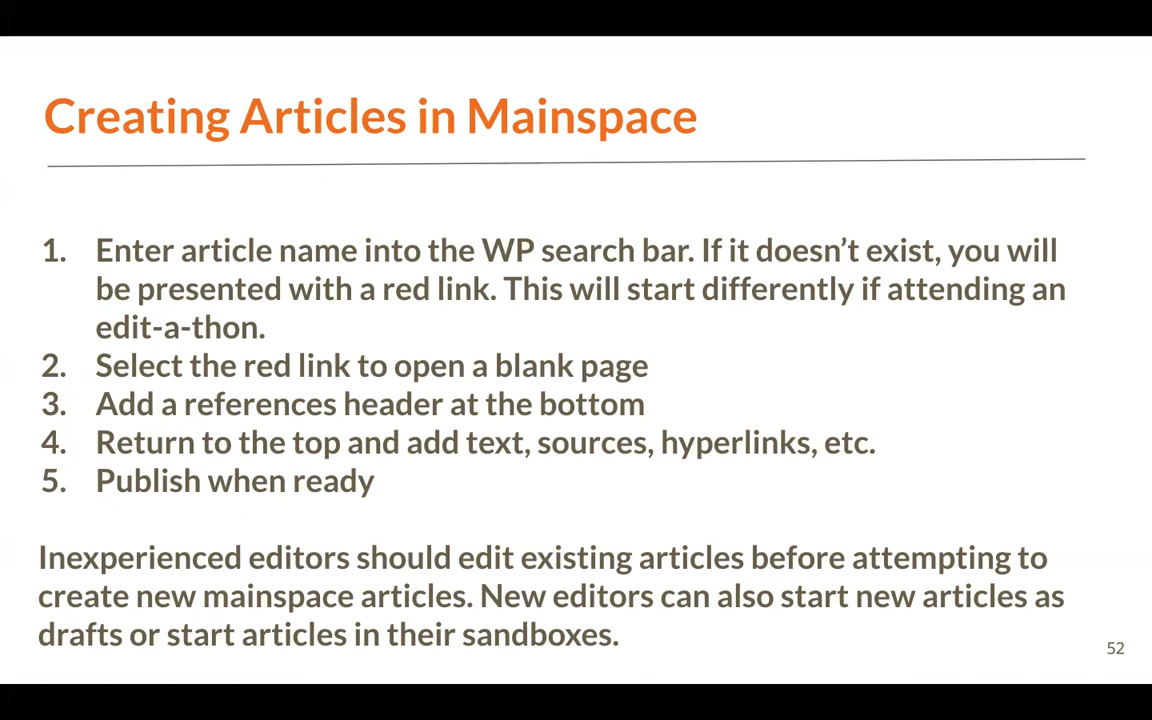 Creating Articles in Mainspace
1. Enter article name into the WP search bar. If it doesn’t exist, you will
be presented with a red link. This will start differently if attending an
edit-a-thon.
2. Select the red link to open a blank page
3. Add a references header at the bottom
4. Return to the top and add text, sources, hyperlinks, etc.
5. Publish when ready
Inexperienced editors should edit existing articles before attempting to
create new mainspace articles. New editors can also start new articles as
drafts or start articles in their sandboxes.
52